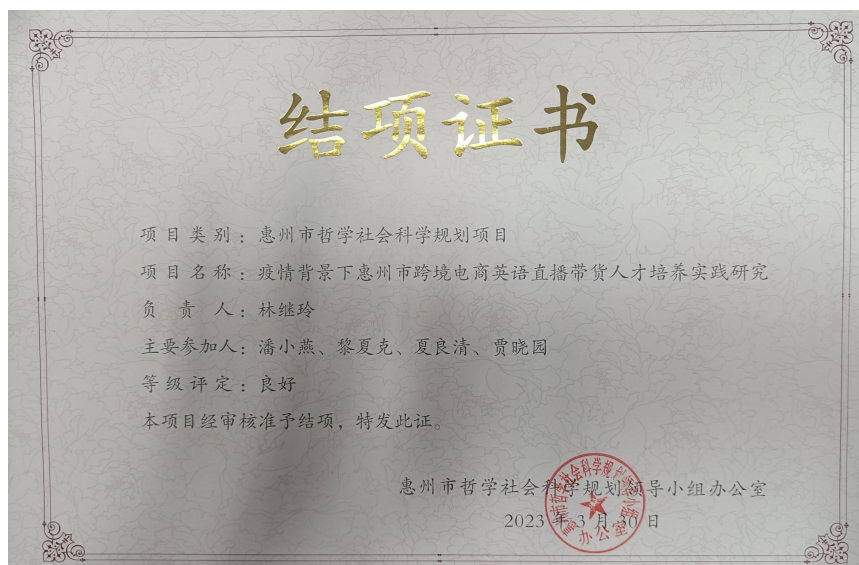 结项证书
项目类别：惠州市哲学社会科学规划项目
项目名称：疫情背景下惠州市跨境电商英语直播带货人才培养实践研究
负责人：林继玲
主要参加人：潘小燕、黎夏克、夏良清、贾晓园
等级评定：良好
本项目经审核准予结项，特发此证。
惠州市哲学社会科学规划领导小组办公室
2023年3月30日
办公室